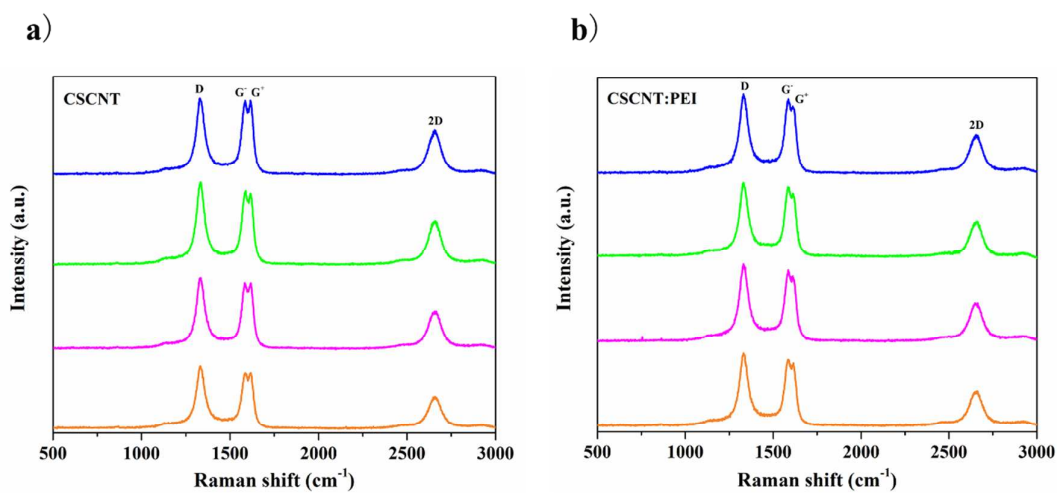 a)
b)
CSCNT
D
G- G+
2D
Intensity (a.u.)
500 1000 1500 2000 2500 3000
Raman shift (cm-1)
CSCNT:PEI
D
G-
G+
2D
Intensity (a.u.)
500 1000 1500 2000 2500 3000
Raman shift (cm-1)